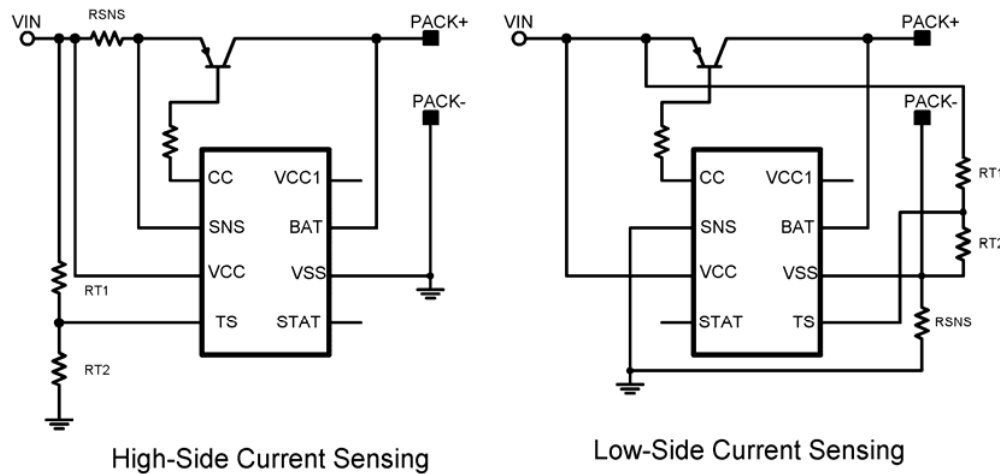 VIN
RSNS
PACK+
PACK-
CC
VCC1
SNS
BAT
VCC
VSS
RT1
TS
STAT
RT2
High-Side Current Sensing
VIN
PACK+
PACK-
RT1
CC
VCC1
SNS
BAT
RT2
VCC
VSS
STAT
TS
RSNS
Low-Side Current Sensing